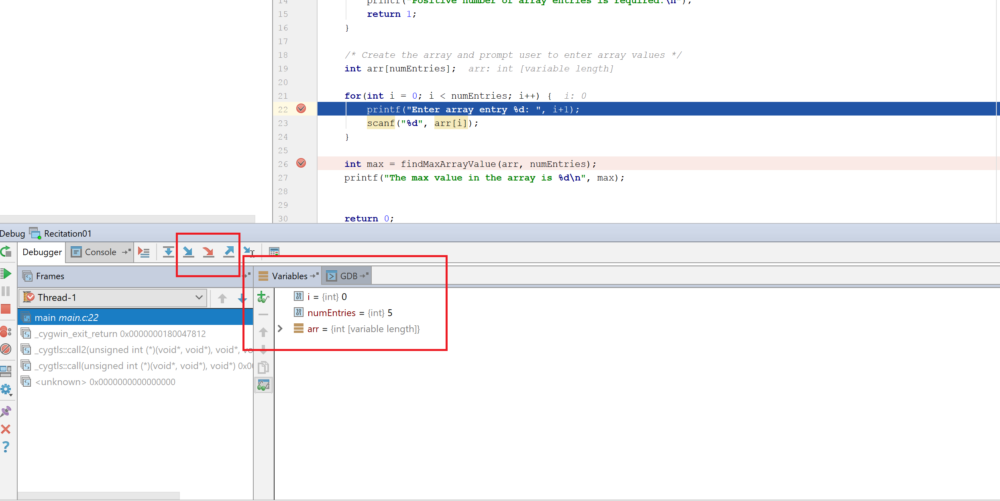 14 printf("Positive number of array entries is required.\n");
15 return 1;
16 }
17
18 /* Create the array and prompt user to enter array values */
19 int arr[numEntries]; arr: int [variable length]
20
21 for(int i = 0; i < numEntries; i++) { i: 0
22 printf("Enter array entry %d: ", i+1);
23 scanf("%d", arr[i]);
24 }
25
26 int max = findMaxArrayValue(arr, numEntries);
27 printf("The max value in the array is %d\n", max);
28
29
30 return 0;
Debug Recitation01
Debugger Console
Frames Variables GDB
Thread-1
main main.c:22
_cygwin_exit_return 0x0000000180047812
_cygtls::call2(unsigned int (*)(void*, void*), void*, vo
_cygtls::call(unsigned int (*)(void*, void*), void*) 0x00
<unknown> 0x0000000000000000
i = {int} 0
numEntries = {int} 5
arr = {int [variable length]}